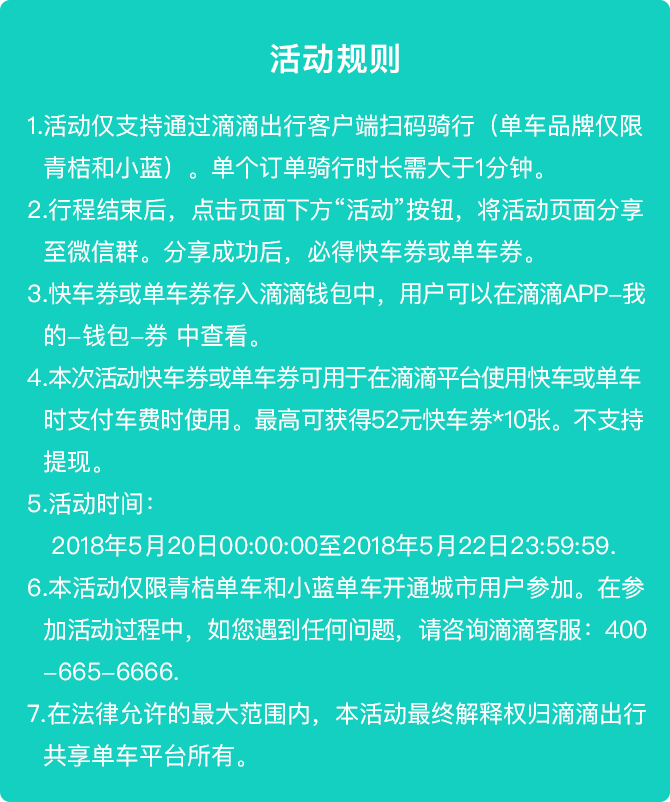 活动规则
1.活动仅支持通过滴滴出行客户端扫码骑行（单车品牌仅限
青桔和小蓝）。单个订单骑行时长需大于1分钟。
2.行程结束后，点击页面下方“活动”按钮，将活动页面分享
至微信群。分享成功后，必得快车券或单车券。
3.快车券或单车券存入滴滴钱包中，用户可以在滴滴APP-我
的-钱包-券 中查看。
4.本次活动快车券或单车券可用于在滴滴平台使用快车或单车
时支付车费时使用。最高可获得52元快车券*10张。不支持
提现。
5.活动时间：
2018年5月20日00:00:00至2018年5月22日23:59:59.
6.本活动仅限青桔单车和小蓝单车开通城市用户参加。在参
加活动过程中，如您遇到任何问题，请咨询滴滴客服：400
-665-6666.
7.在法律允许的最大范围内，本活动最终解释权归滴滴出行
共享单车平台所有。